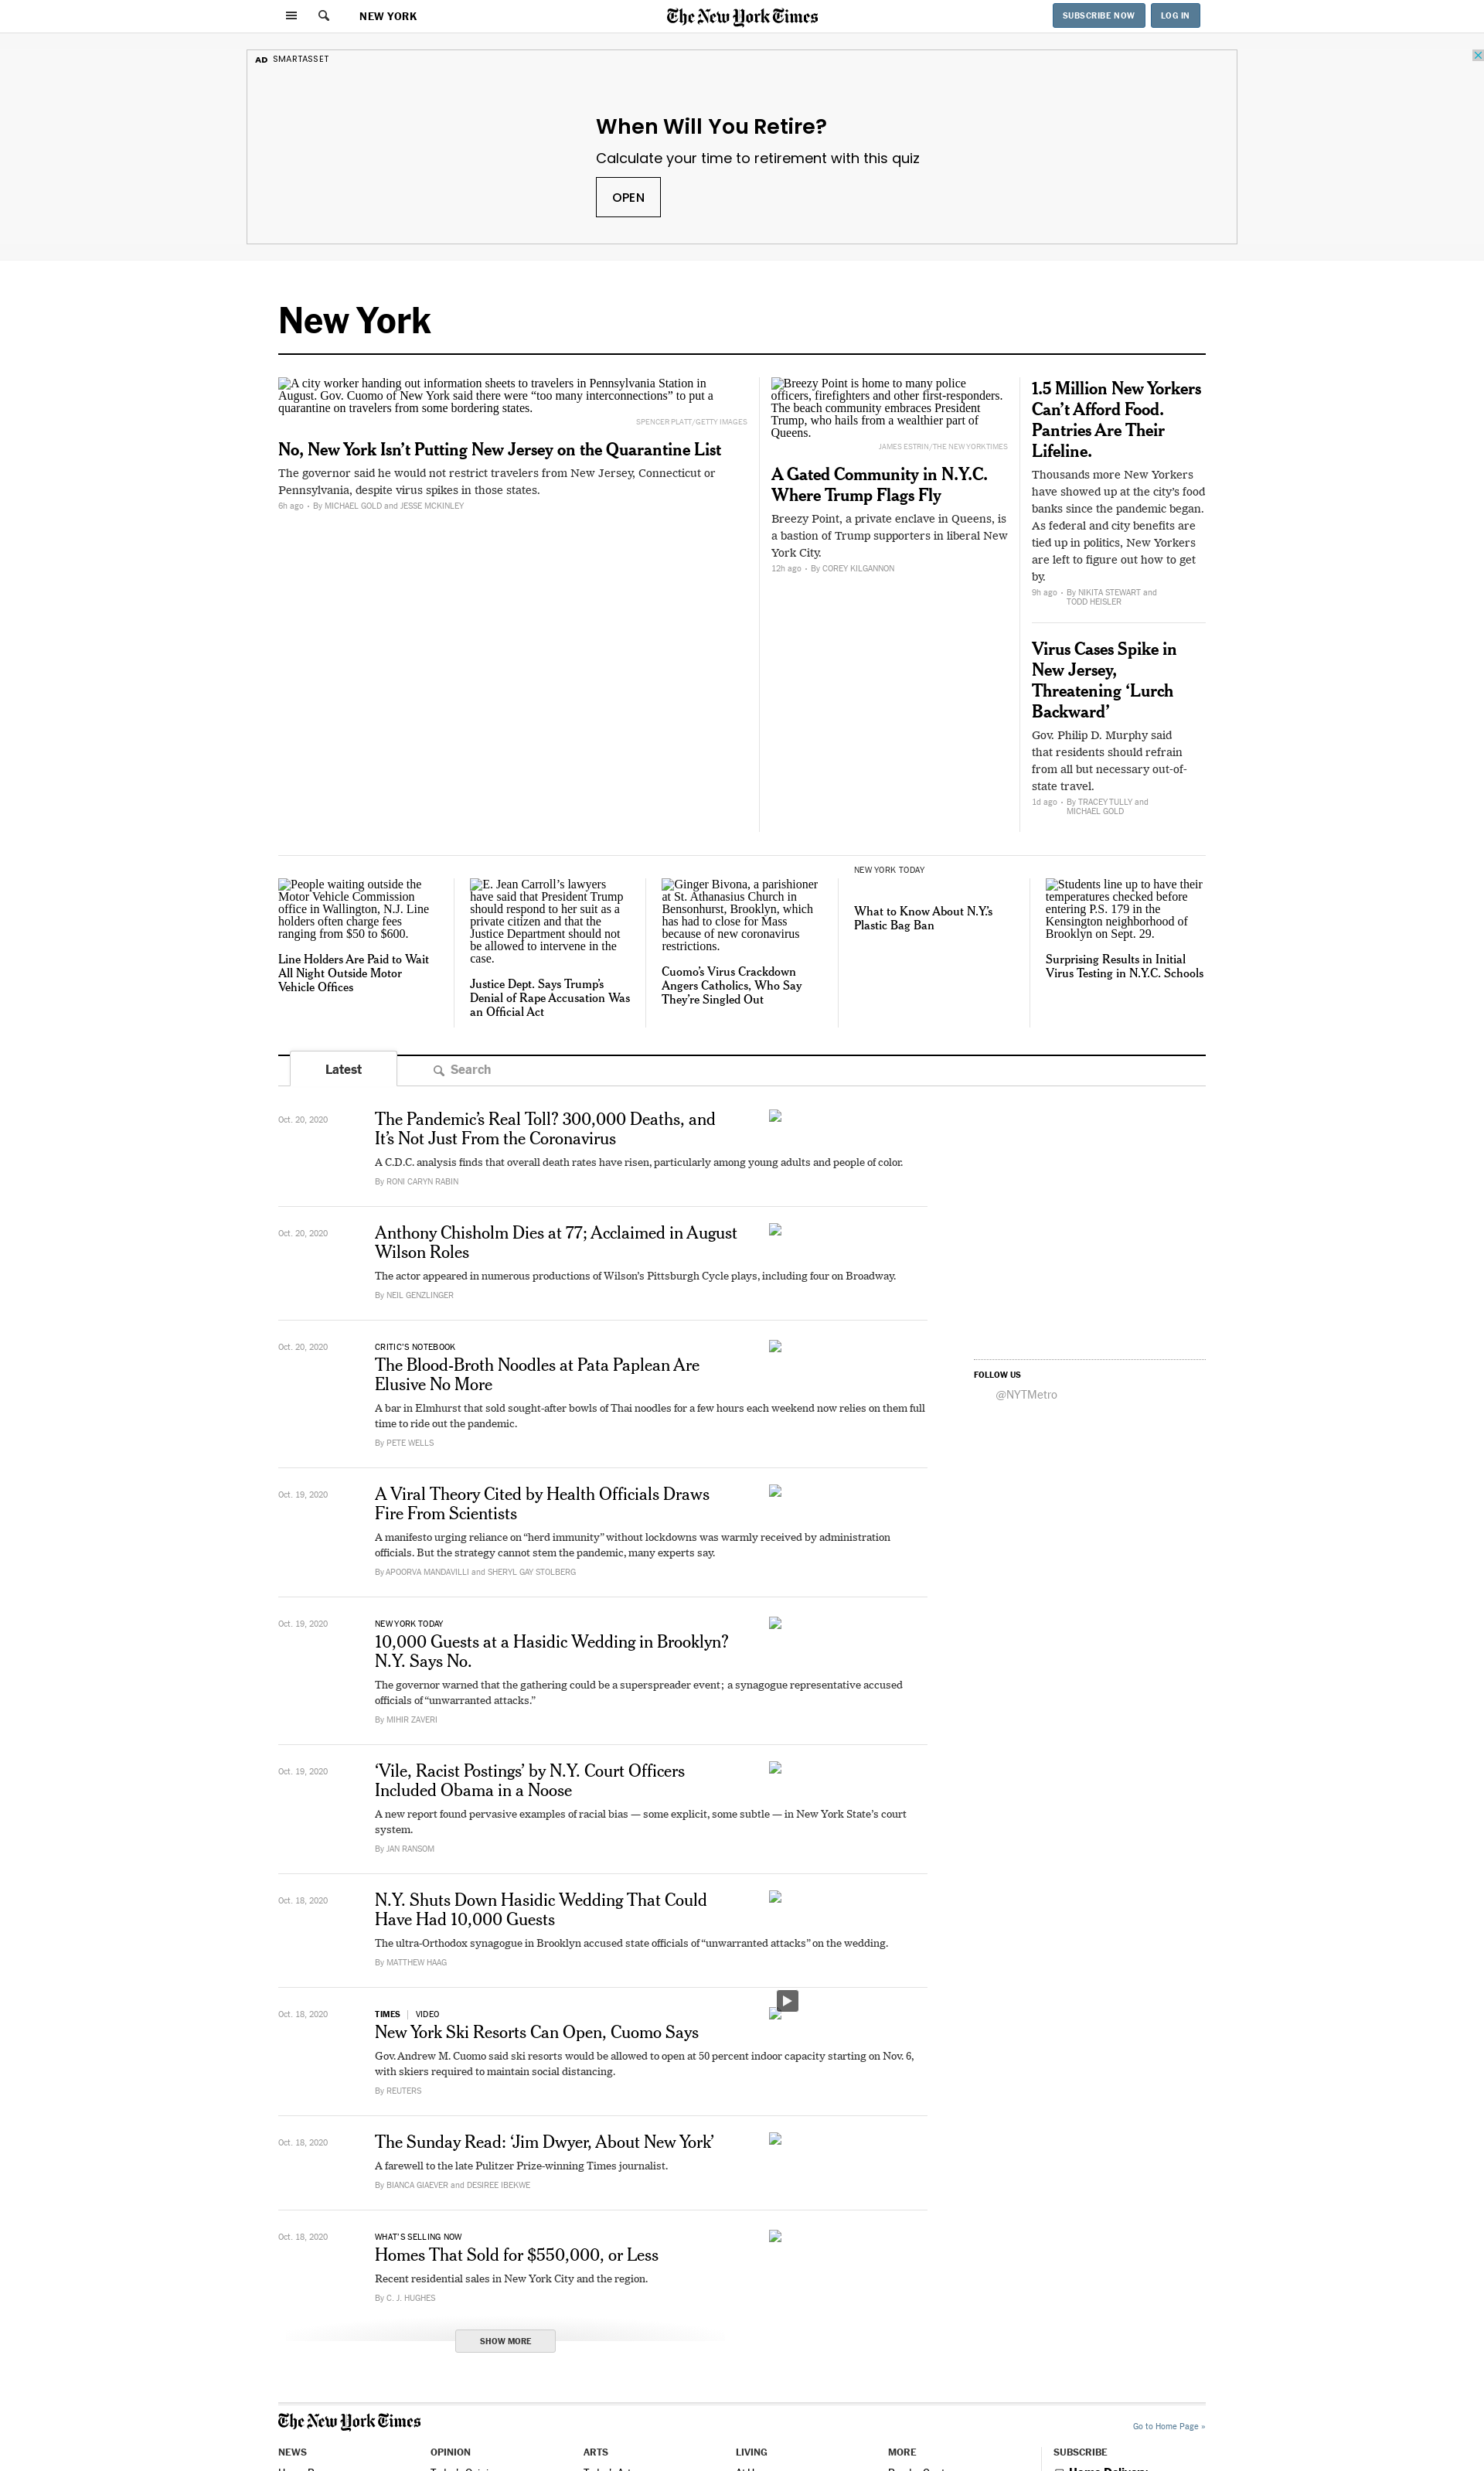 NEW YORK
The New York Times
SUBSCRIBE NOW
LOG IN
AD SMARTASSET
When Will You Retire?
Calculate your time to retirement with this quiz
OPEN
New York
A city worker handing out information sheets to travelers in Pennsylvania Station in
August. Gov. Cuomo of New York said there were “too many interconnections” to put a
quarantine on travelers from some bordering states.
SPENCER PLATT/GETTY IMAGES
No, New York Isn’t Putting New Jersey on the Quarantine List
The governor said he would not restrict travelers from New Jersey, Connecticut or
Pennsylvania, despite virus spikes in those states.
6h ago • By MICHAEL GOLD and JESSE MCKINLEY
Breezy Point is home to many police
officers, firefighters and other first-responders.
The beach community embraces President
Trump, who hails from a wealthier part of
Queens.
JAMES ESTRIN/THE NEW YORK TIMES
A Gated Community in N.Y.C.
Where Trump Flags Fly
Breezy Point, a private enclave in Queens, is
a bastion of Trump supporters in liberal New
York City.
12h ago • By COREY KILGANNON
1.5 Million New Yorkers
Can’t Afford Food.
Pantries Are Their
Lifeline.
Thousands more New Yorkers
have showed up at the city’s food
banks since the pandemic began.
As federal and city benefits are
tied up in politics, New Yorkers
are left to figure out how to get
by.
9h ago • By NIKITA STEWART and
TODD HEISLER
Virus Cases Spike in
New Jersey,
Threatening ‘Lurch
Backward’
Gov. Philip D. Murphy said
that residents should refrain
from all but necessary out-of-
state travel.
1d ago • By TRACEY TULLY and
MICHAEL GOLD
People waiting outside the
Motor Vehicle Commission
office in Wallington, N.J. Line
holders often charge fees
ranging from $50 to $600.
Line Holders Are Paid to Wait
All Night Outside Motor
Vehicle Offices
E. Jean Carroll’s lawyers
have said that President Trump
should respond to her suit as a
private citizen and that the
Justice Department should not
be allowed to intervene in the
case.
Justice Dept. Says Trump’s
Denial of Rape Accusation Was
an Official Act
Ginger Bivona, a parishioner
at St. Athanasius Church in
Bensonhurst, Brooklyn, which
has had to close for Mass
because of new coronavirus
restrictions.
Cuomo’s Virus Crackdown
Angers Catholics, Who Say
They’re Singled Out
NEW YORK TODAY
What to Know About N.Y.’s
Plastic Bag Ban
Students line up to have their
temperatures checked before
entering P.S. 179 in the
Kensington neighborhood of
Brooklyn on Sept. 29.
Surprising Results in Initial
Virus Testing in N.Y.C. Schools
Latest
Search
Oct. 20, 2020
The Pandemic’s Real Toll? 300,000 Deaths, and
It’s Not Just From the Coronavirus
A C.D.C. analysis finds that overall death rates have risen, particularly among young adults and people of color.
By RONI CARYN RABIN
Oct. 20, 2020
Anthony Chisholm Dies at 77; Acclaimed in August
Wilson Roles
The actor appeared in numerous productions of Wilson’s Pittsburgh Cycle plays, including four on Broadway.
By NEIL GENZLINGER
Oct. 20, 2020
CRITIC’S NOTEBOOK
The Blood-Broth Noodles at Pata Paplean Are
Elusive No More
A bar in Elmhurst that sold sought-after bowls of Thai noodles for a few hours each weekend now relies on them full
time to ride out the pandemic.
By PETE WELLS
FOLLOW US
@NYTMetro
Oct. 19, 2020
A Viral Theory Cited by Health Officials Draws
Fire From Scientists
A manifesto urging reliance on “herd immunity” without lockdowns was warmly received by administration
officials. But the strategy cannot stem the pandemic, many experts say.
By APOORVA MANDAVILLI and SHERYL GAY STOLBERG
Oct. 19, 2020
NEW YORK TODAY
10,000 Guests at a Hasidic Wedding in Brooklyn?
N.Y. Says No.
The governor warned that the gathering could be a superspreader event; a synagogue representative accused
officials of “unwarranted attacks.”
By MIHIR ZAVERI
Oct. 19, 2020
‘Vile, Racist Postings’ by N.Y. Court Officers
Included Obama in a Noose
A new report found pervasive examples of racial bias — some explicit, some subtle — in New York State’s court
system.
By JAN RANSOM
Oct. 18, 2020
N.Y. Shuts Down Hasidic Wedding That Could
Have Had 10,000 Guests
The ultra-Orthodox synagogue in Brooklyn accused state officials of “unwarranted attacks” on the wedding.
By MATTHEW HAAG
Oct. 18, 2020
TIMES | VIDEO
New York Ski Resorts Can Open, Cuomo Says
Gov. Andrew M. Cuomo said ski resorts would be allowed to open at 50 percent indoor capacity starting on Nov. 6,
with skiers required to maintain social distancing.
By REUTERS
Oct. 18, 2020
The Sunday Read: ‘Jim Dwyer, About New York’
A farewell to the late Pulitzer Prize-winning Times journalist.
By BIANCA GIAEVER and DESIREE IBEKWE
Oct. 18, 2020
WHAT’S SELLING NOW
Homes That Sold for $550,000, or Less
Recent residential sales in New York City and the region.
By C. J. HUGHES
SHOW MORE
The New York Times
Go to Home Page »
NEWS
OPINION
ARTS
LIVING
MORE
SUBSCRIBE